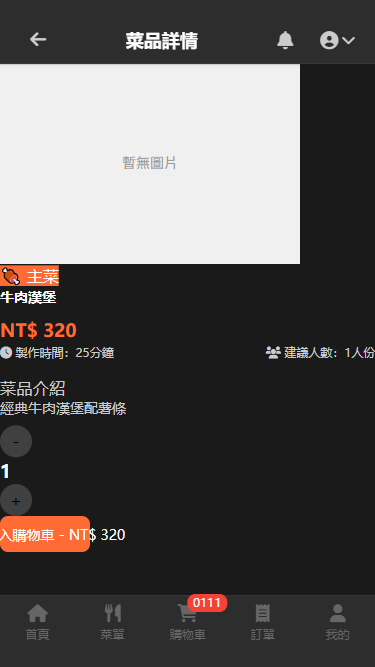 菜品詳情
暫無圖片
主菜
牛肉漢堡
NT$ 320
製作時間：25分鐘 建議人數：1人份
菜品介紹
經典牛肉漢堡配薯條
-
1
+
入購物車 - NT$ 320
0111
首頁 菜單 購物車 訂單 我的